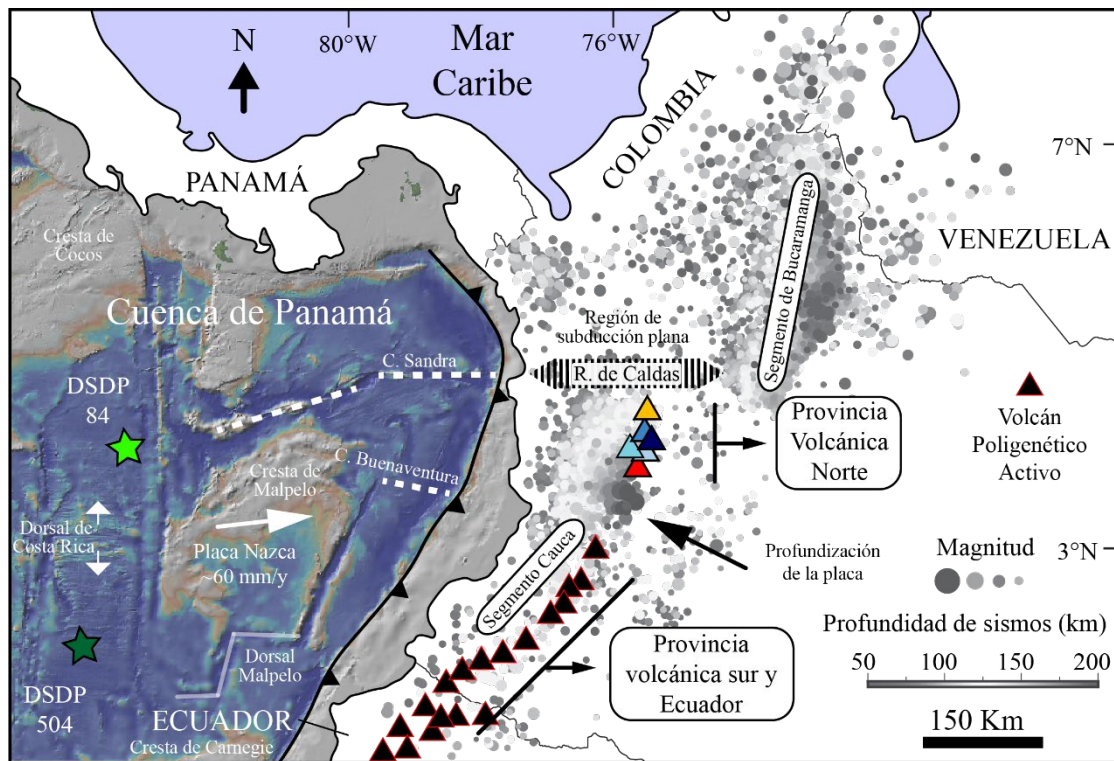 80°W
76°W
N
Mar
Caribe
COLOMBIA
7°N
PANAMÁ
VENEZUELA
Cresta de
Cocos
Cuenca de Panamá
Segmento de Bucaramanga
Región de
subducción plana
C. Sandra
R. de Caldas
DSDP
84
Provincia
Volcánica
Norte
Volcán
Poligenético
Activo
C. Buenaventura
Cresta de
Malpelo
Dorsal de
Costa Rica
Placa Nazca
~60 mm/y
Profundización
de la placa
3°N
Magnitud
Segmento Cauca
Profundidad de sismos (km)
50 100 150 200
Provincia
volcánica sur y
Ecuador
Dorsal
Malpelo
DSDP
504
ECUADOR
Cresta de Carnegie
150 Km